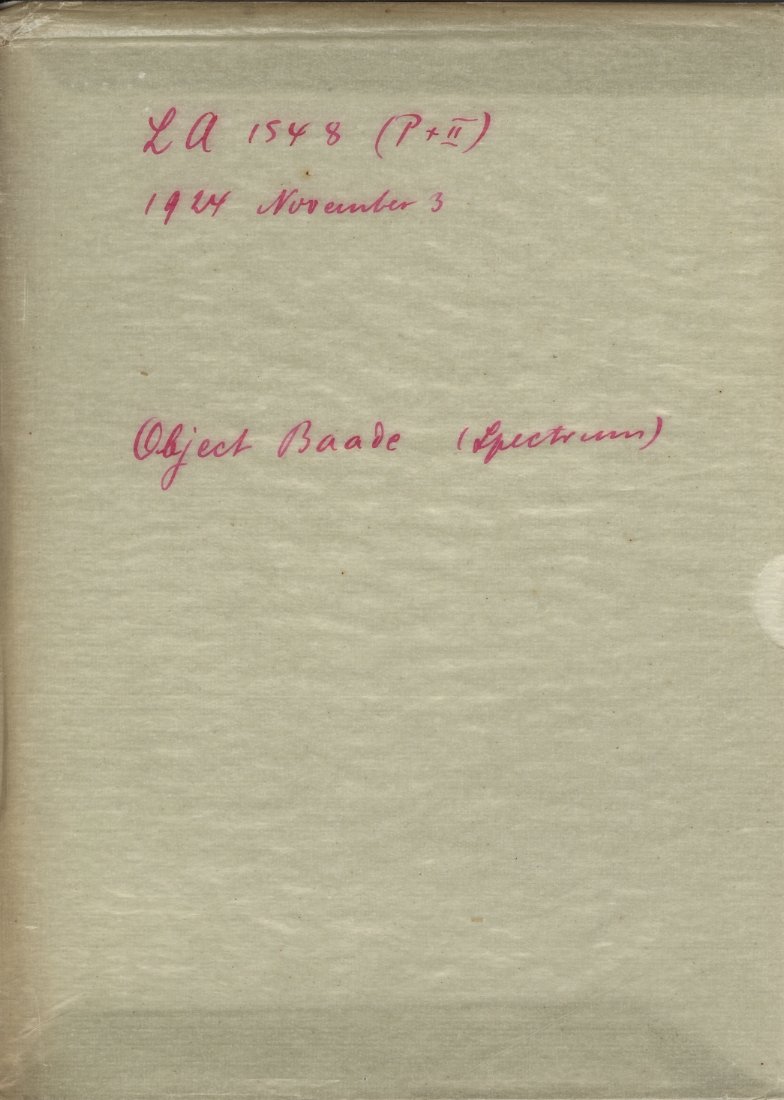 LA 1548 (P+II)
1924 November 3
Object Baade (Spectrum)